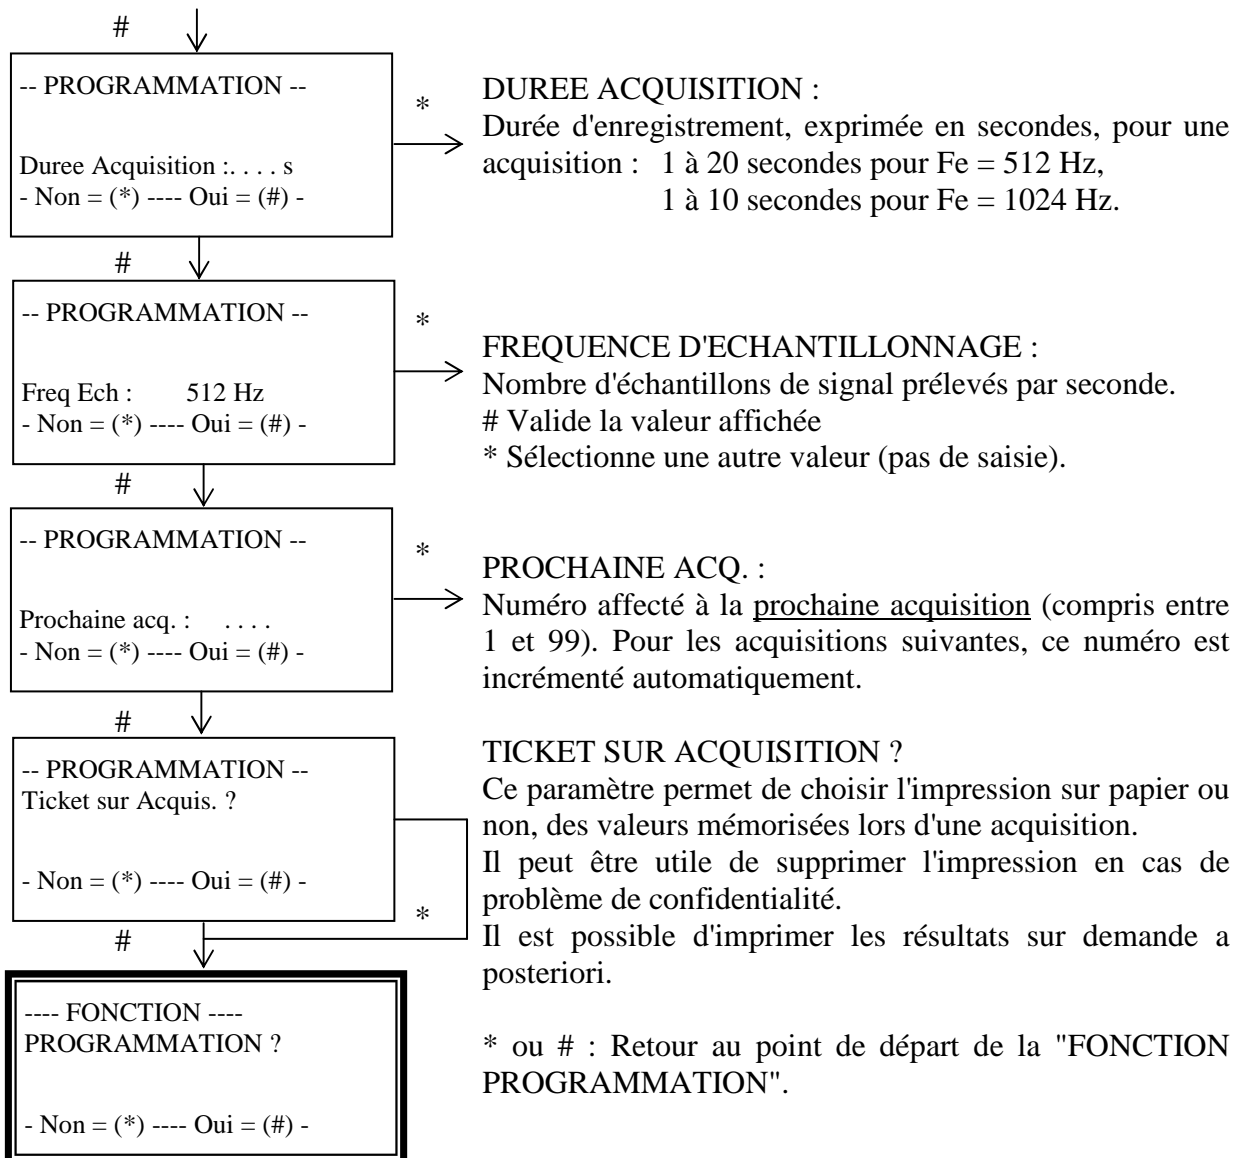 #
-- PROGRAMMATION --
Duree Acquisition :. . . . s
- Non = (*) ---- Oui = (#) -
*
DUREE ACQUISITION :
Durée d'enregistrement, exprimée en secondes, pour une
acquisition : 1 à 20 secondes pour Fe = 512 Hz,
1 à 10 secondes pour Fe = 1024 Hz.
#
-- PROGRAMMATION --
Freq Ech : 512 Hz
- Non = (*) ---- Oui = (#) -
*
FREQUENCE D'ECHANTILLONNAGE :
Nombre d'échantillons de signal prélevés par seconde.
# Valide la valeur affichée
* Sélectionne une autre valeur (pas de saisie).
#
-- PROGRAMMATION --
Prochaine acq. : . . . .
- Non = (*) ---- Oui = (#) -
*
PROCHAINE ACQ. :
Numéro affecté à la prochaine acquisition (compris entre
1 et 99). Pour les acquisitions suivantes, ce numéro est
incrémenté automatiquement.
#
-- PROGRAMMATION --
Ticket sur Acquis. ?
- Non = (*) ---- Oui = (#) -
*
TICKET SUR ACQUISITION ?
Ce paramètre permet de choisir l'impression sur papier ou
non, des valeurs mémorisées lors d'une acquisition.
Il peut être utile de supprimer l'impression en cas de
problème de confidentialité.
Il est possible d'imprimer les résultats sur demande a
posteriori.
#
---- FONCTION ----
PROGRAMMATION ?
- Non = (*) ---- Oui = (#) -
* ou # : Retour au point de départ de la "FONCTION
PROGRAMMATION".